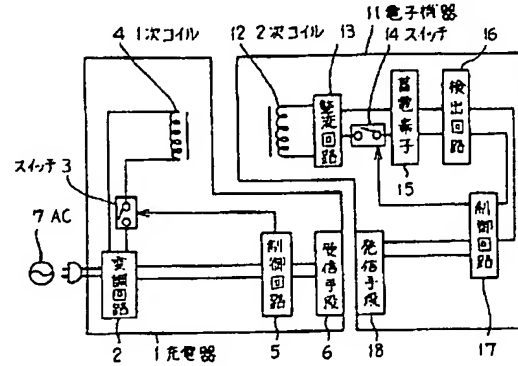 11 電子機器
4 1次コイル
12 2次コイル
13
14 スイッチ
16
整流回路
蓄電素子
検出回路
15
スイッチ 3
7 AC
変調回路
制御回路
受信手段
発信手段
制御回路
2
1 充電器
5
6
18
17